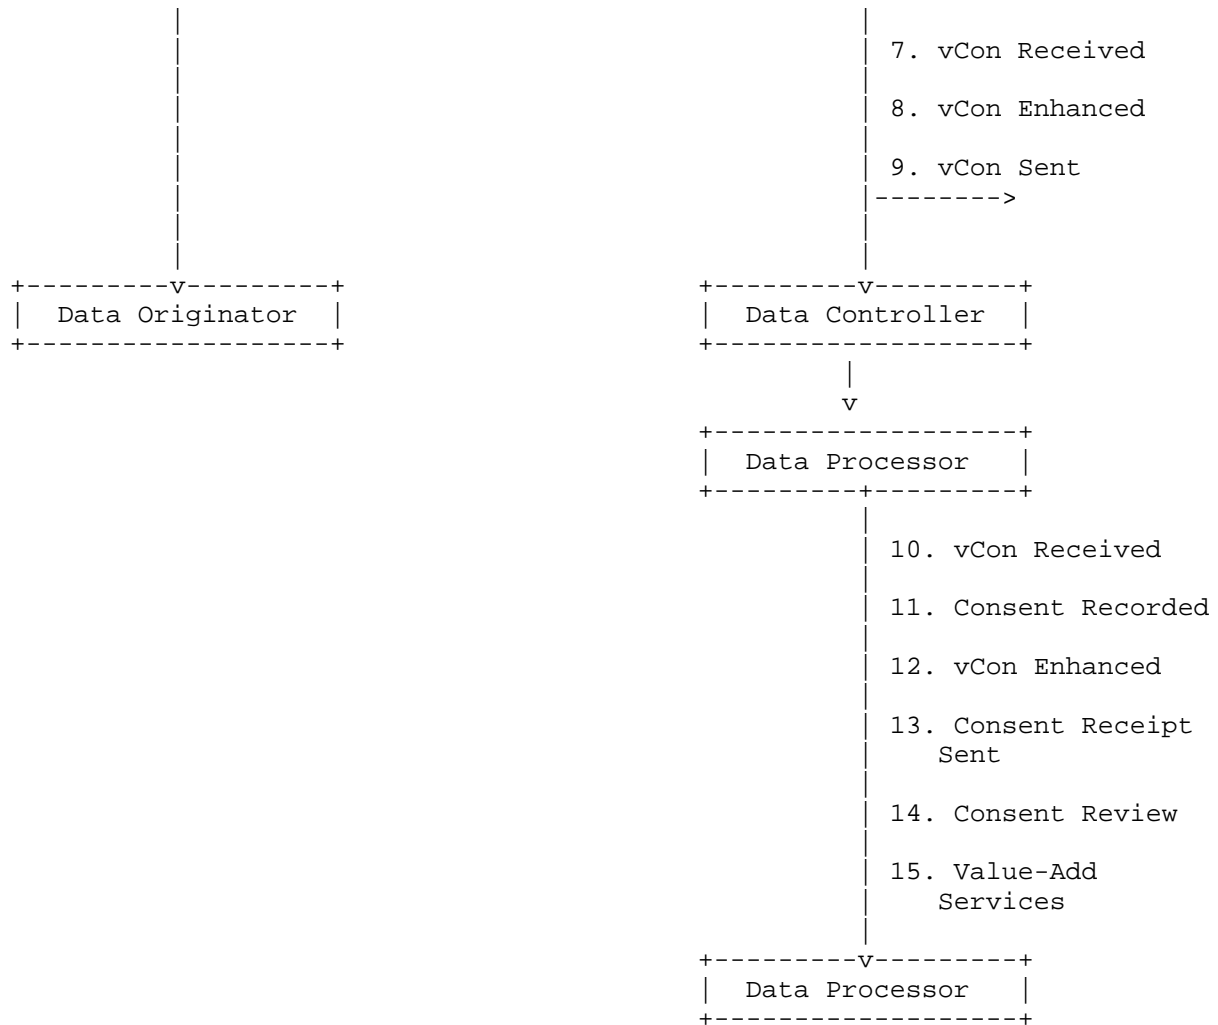 7. vCon Received
8. vCon Enhanced
9. vCon Sent
-------->
+---------v---------+ +---------v---------+
| Data Originator | | Data Controller |
+-------------------+ +-------------------+
|
v
+-------------------+
| Data Processor |
+---------+---------+
10. vCon Received
11. Consent Recorded
12. vCon Enhanced
13. Consent Receipt
Sent
14. Consent Review
15. Value-Add
Services
+---------v---------+
| Data Processor |
+-------------------+